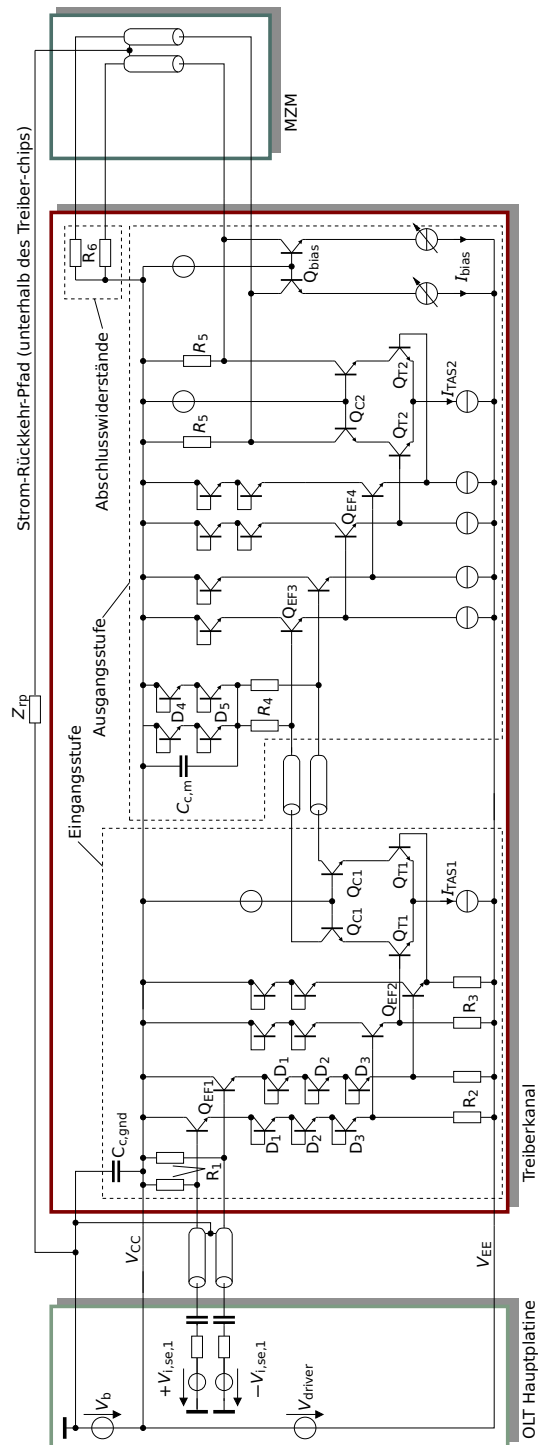 Strom-Rückkehr-Pfad (unterhalb des Treiber-chips)
Z_rp
MZM
R_6
Abschlusswiderstände
Ausgangsstufe
Eingangsstufe
Q_bias
I_bias
R_5
R_5
Q_C2
Q_T2
Q_T2
I_TAS2
Q_EF4
Q_EF3
D_4
D_5
R_4
C_c,m
Q_C1
Q_C1
Q_T1
Q_T1
I_TAS1
Q_EF2
R_3
Q_EF1
D_1
D_2
D_3
D_1
D_2
D_3
R_2
C_c,gnd
R_1
Treiberkanal
V_CC
V_EE
+V_i,se,1
−V_i,se,1
V_b
V_driver
OLT Hauptplatine